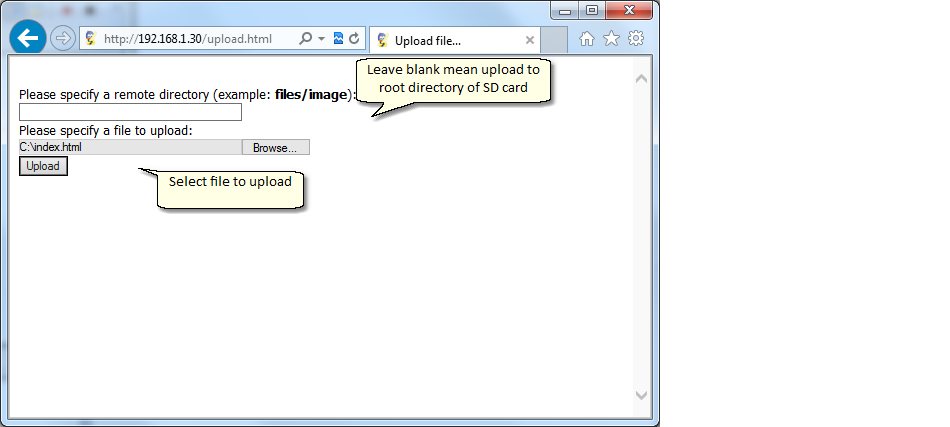 http://192.168.1.30/upload.html
Upload file...
Leave blank mean upload to
root directory of SD card
Please specify a remote directory (example: files/image):
Please specify a file to upload:
C:\index.html
Browse...
Upload
Select file to upload